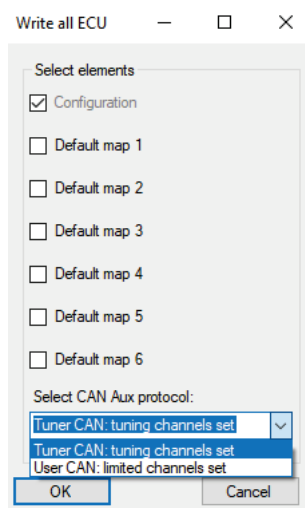 Write all ECU
Select elements
Configuration
Default map 1
Default map 2
Default map 3
Default map 4
Default map 5
Default map 6
Select CAN Aux protocol:
Tuner CAN: tuning channels set
Tuner CAN: tuning channels set
User CAN: limited channels set
OK Cancel